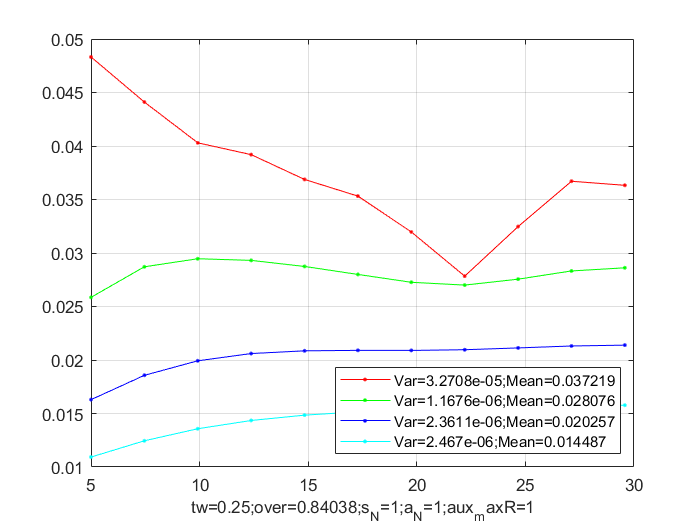 0.05
0.045
0.04
0.035
0.03
0.025
0.02
0.015
0.01
Var=3.2708e-05;Mean=0.037219
Var=1.1676e-06;Mean=0.028076
Var=2.3611e-06;Mean=0.020257
Var=2.467e-06;Mean=0.014487
5 10 15 20 25 30
tw=0.25;over=0.84038;s_N=1;a_N=1;aux_maxR=1